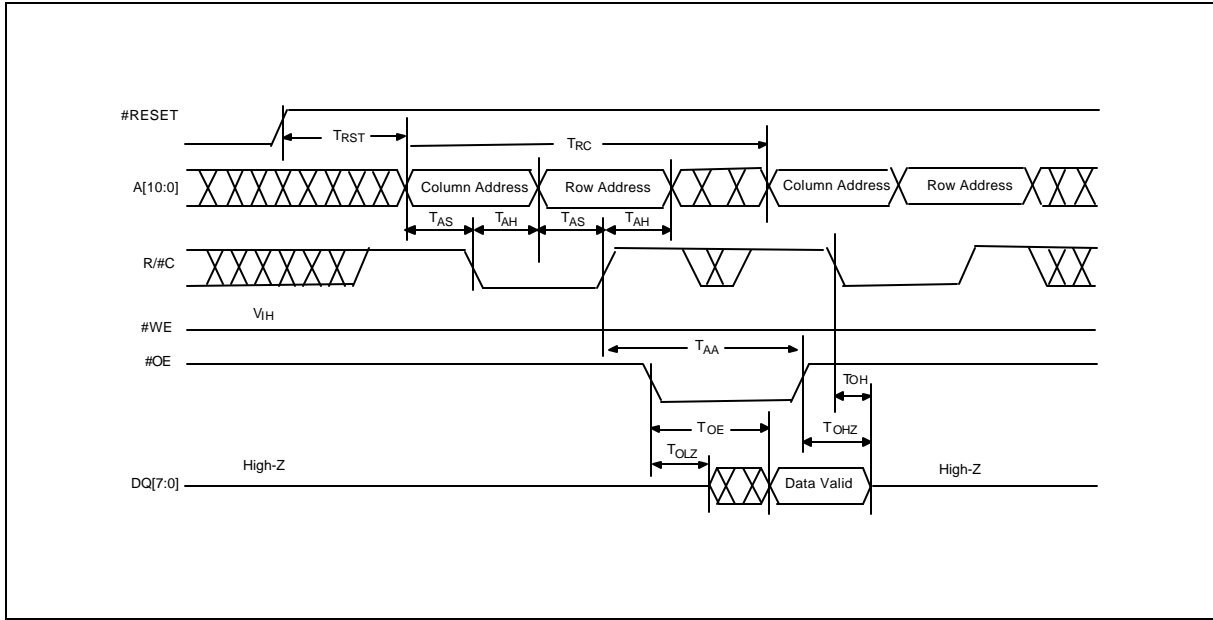 #RESET
TRST
TRC
A[10:0]
Column Address
Row Address
Column Address
Row Address
TAS
TAH
TAS
TAH
R/#C
VIH
#WE
TAA
#OE
TOH
TOE
TOHZ
TOLZ
High-Z
High-Z
DQ[7:0]
Data Valid